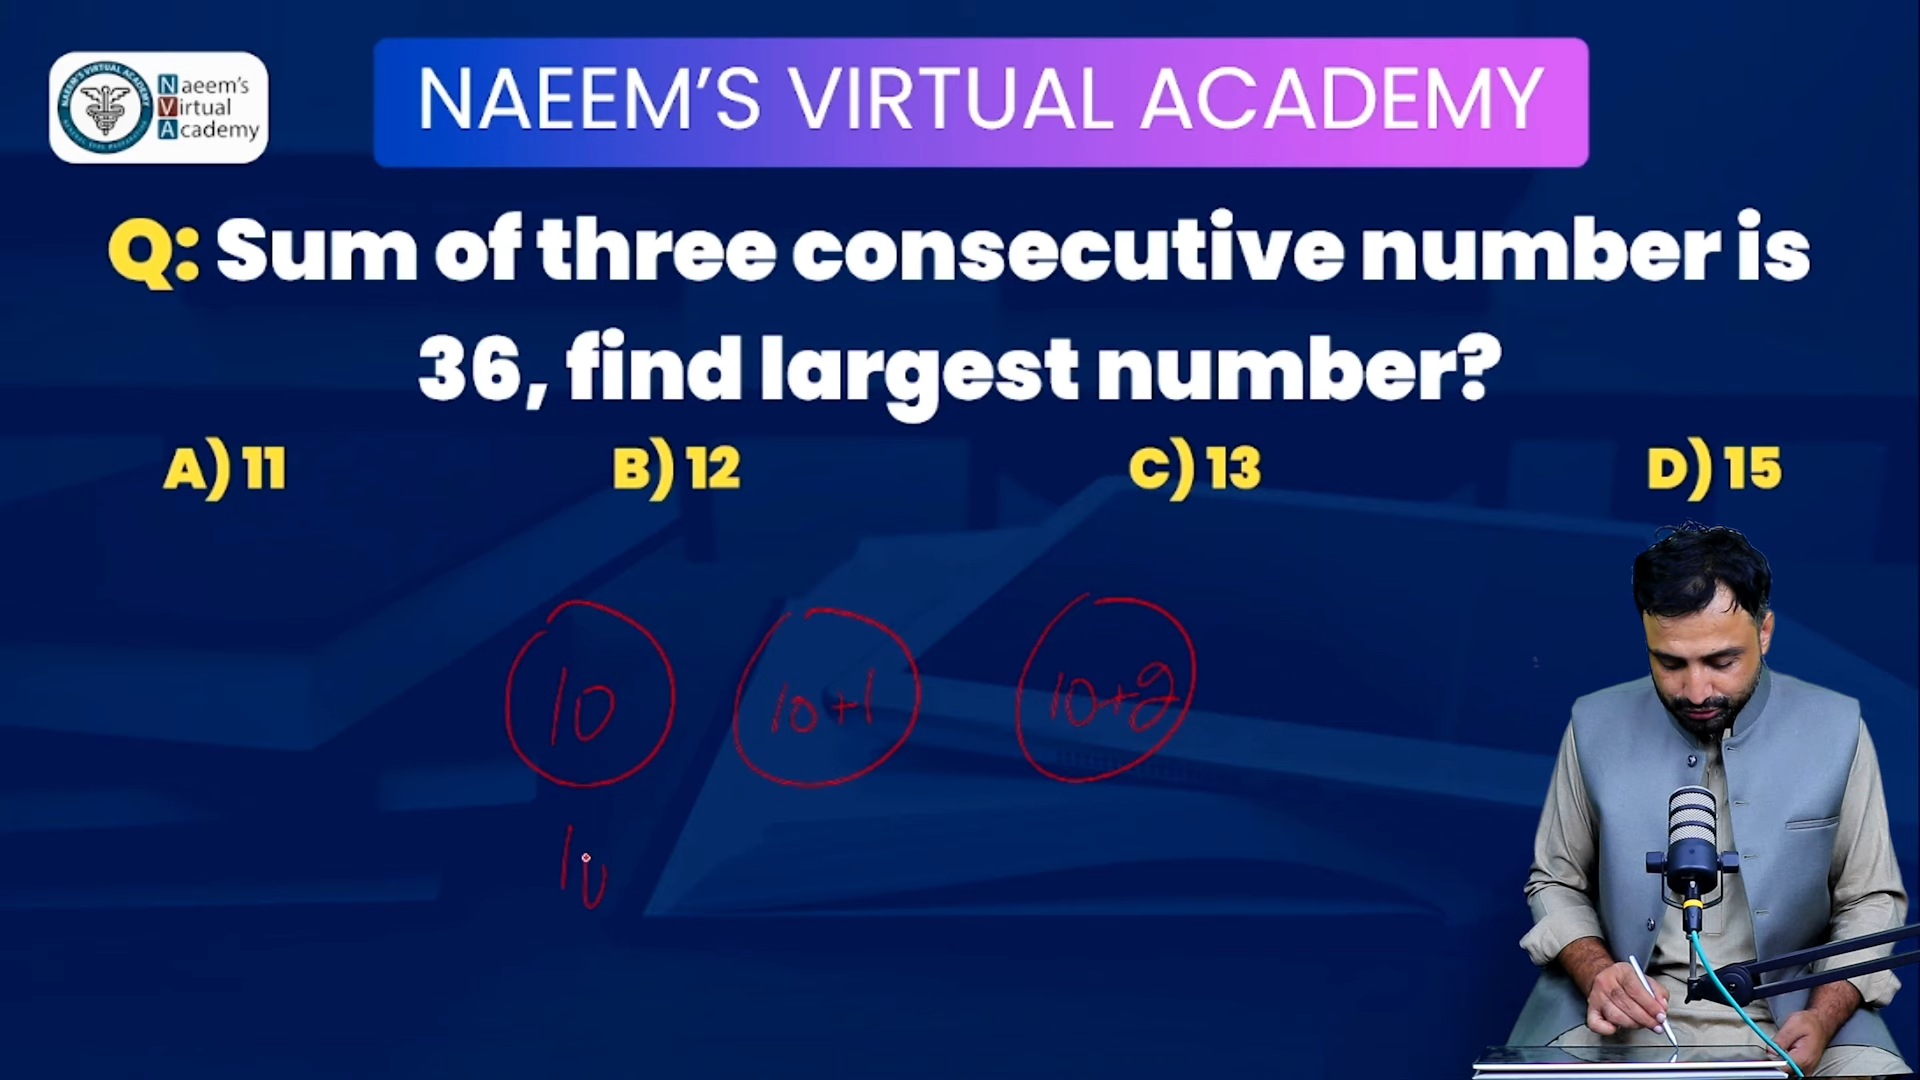 Naeem's
Virtual
Academy
NAEEM'S VIRTUAL ACADEMY
Q: Sum of three consecutive number is
36, find largest number?
A) 11 B) 12 C) 13 D) 15
10 10+1 10+2
10